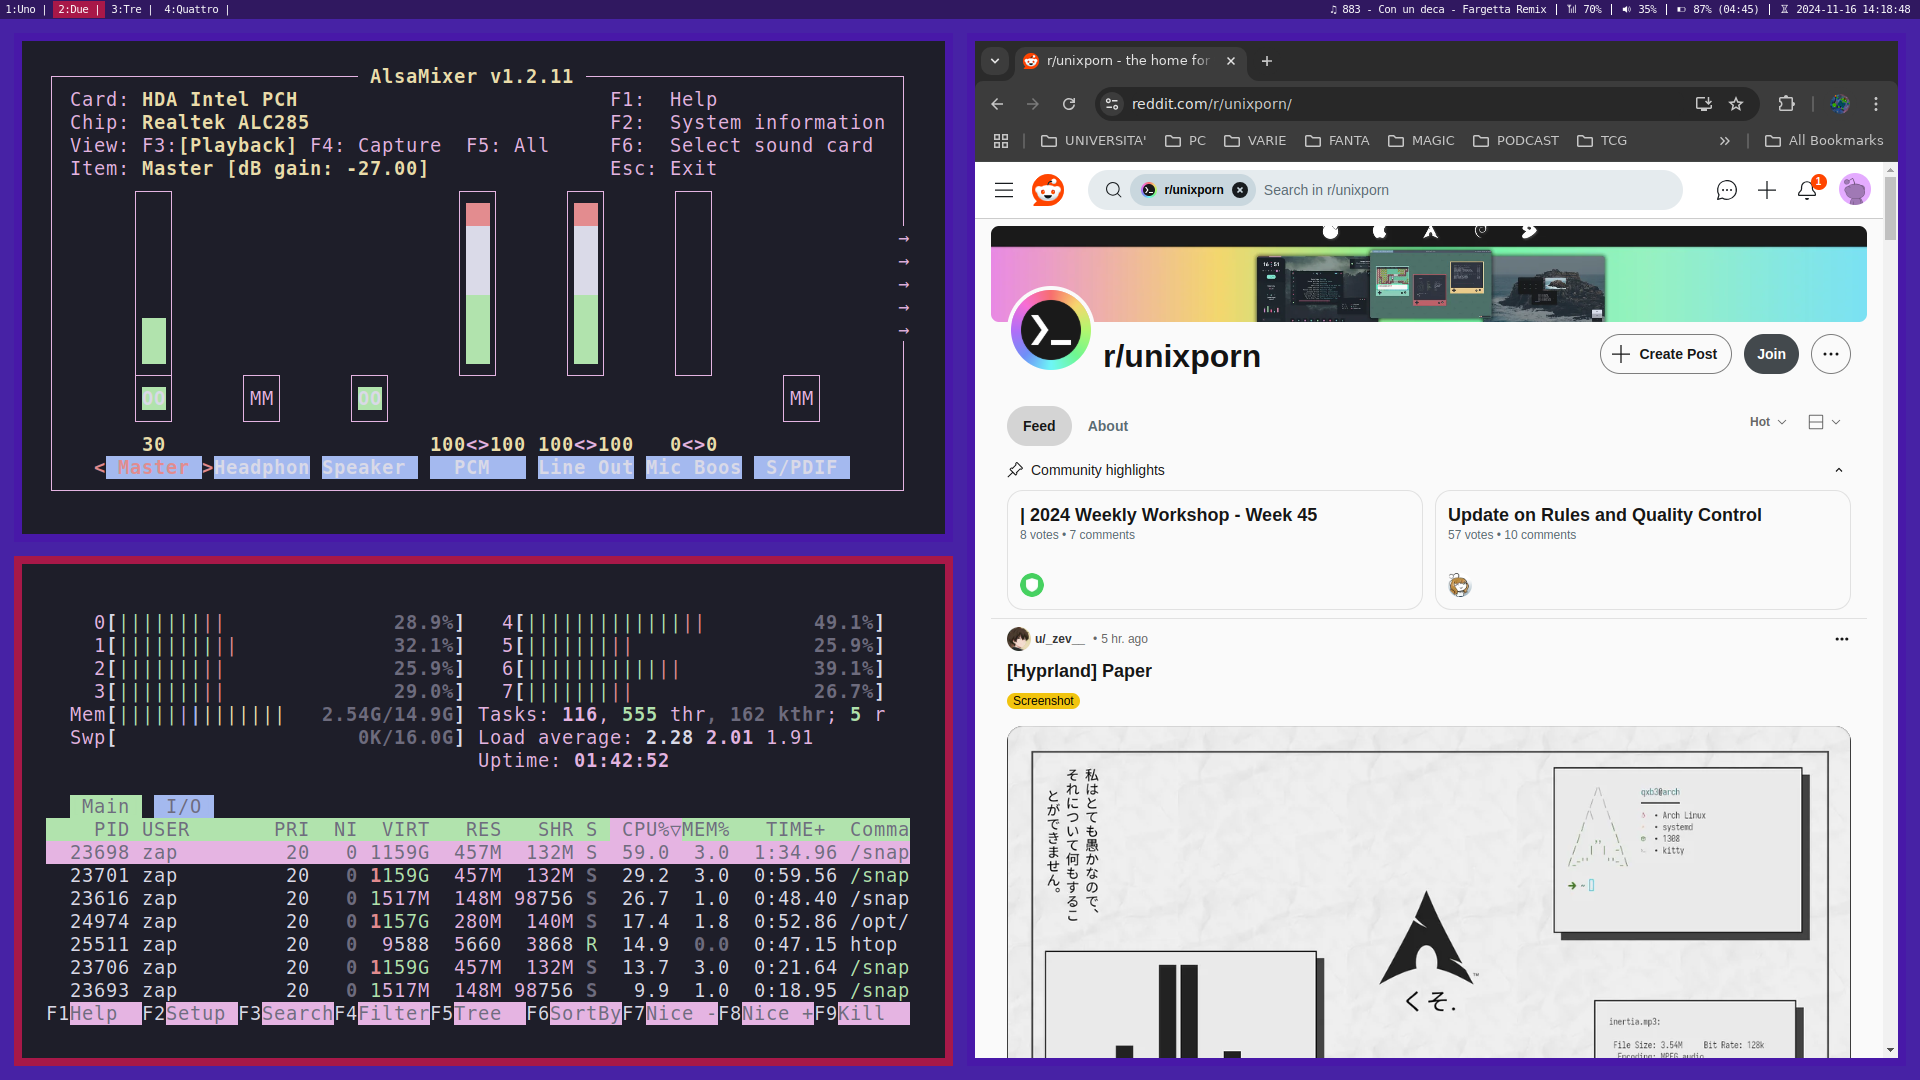 1:Uno | 2:Due | 3:Tre | 4:Quattro |
♫ 883 - Con un deca - Fargetta Remix | 70% | 35% | 87% (04:45) | 2024-11-16 14:18:48
AlsaMixer v1.2.11
Card: HDA Intel PCH F1: Help
Chip: Realtek ALC285 F2: System information
View: F3:[Playback] F4: Capture F5: All F6: Select sound card
Item: Master [dB gain: -27.00] Esc: Exit
→
→
→
→
→
OO MM OO MM
30 100<>100 100<>100 0<>0
< Master >Headphon Speaker PCM Line Out Mic Boos S/PDIF
0[||||||||| 28.9%] 4[||||||||||||||| 49.1%]
1[|||||||||| 32.1%] 5[||||||||| 25.9%]
2[||||||||| 25.9%] 6[||||||||||||| 39.1%]
3[||||||||| 29.0%] 7[||||||||| 26.7%]
Mem[|||||||||||||| 2.54G/14.9G] Tasks: 116, 555 thr, 162 kthr; 5 r
Swp[ 0K/16.0G] Load average: 2.28 2.01 1.91
Uptime: 01:42:52
Main I/O
PID USER PRI NI VIRT RES SHR S CPU%▽MEM% TIME+ Comma
23698 zap 20 0 1159G 457M 132M S 59.0 3.0 1:34.96 /snap
23701 zap 20 0 1159G 457M 132M S 29.2 3.0 0:59.56 /snap
23616 zap 20 0 1517M 148M 98756 S 26.7 1.0 0:48.40 /snap
24974 zap 20 0 1157G 280M 140M S 17.4 1.8 0:52.86 /opt/
25511 zap 20 0 9588 5660 3868 R 14.9 0.0 0:47.15 htop
23706 zap 20 0 1159G 457M 132M S 13.7 3.0 0:21.64 /snap
23693 zap 20 0 1517M 148M 98756 S 9.9 1.0 0:18.95 /snap
F1Help F2Setup F3SearchF4FilterF5Tree F6SortByF7Nice -F8Nice +F9Kill
r/unixporn - the home for
reddit.com/r/unixporn/
UNIVERSITA' PC VARIE FANTA MAGIC PODCAST TCG » All Bookmarks
r/unixporn Search in r/unixporn 1
r/unixporn
Create Post Join
Feed About Hot
Community highlights
| 2024 Weekly Workshop - Week 45
8 votes • 7 comments
Update on Rules and Quality Control
57 votes • 10 comments
u/_zev__ • 5 hr. ago
[Hyprland] Paper
Screenshot
私はとても愚かなので、
それについて何もするこ
とができません。
qxb3@arch
• Arch Linux
• systemd
• 1308
• kitty
➜ ~
™
くそ.
inertia.mp3:
File Size: 3.54M Bit Rate: 128k
Encoding: MPEG audio